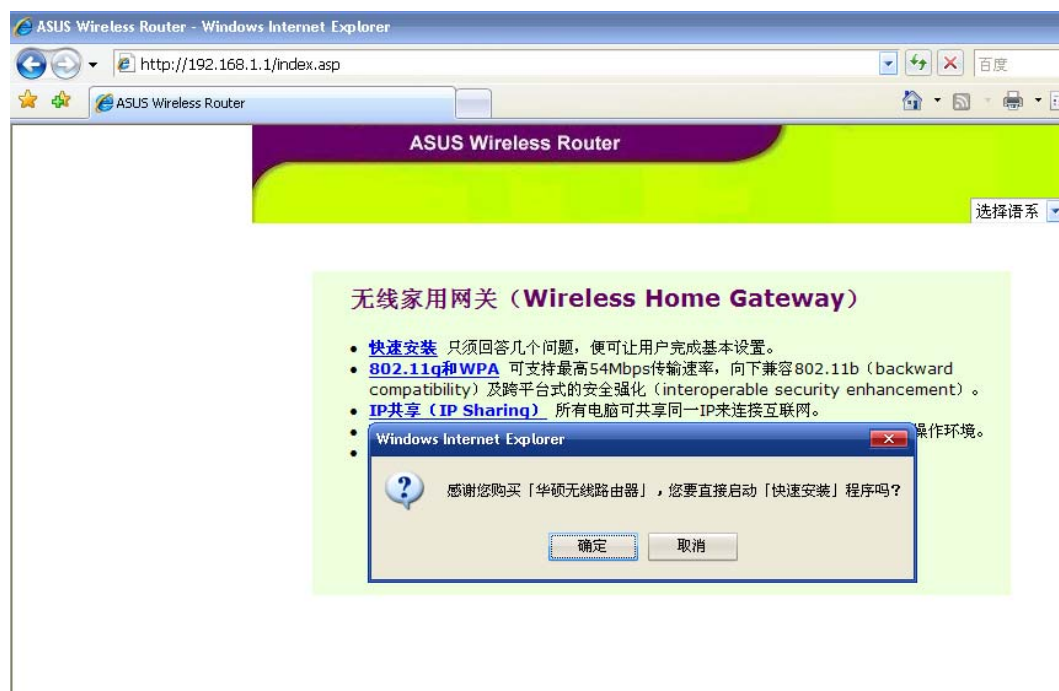 ASUS Wireless Router - Windows Internet Explorer
http://192.168.1.1/index.asp
百度
ASUS Wireless Router
ASUS Wireless Router
选择语系
无线家用网关（Wireless Home Gateway）
快速安装 只须回答几个问题，便可让用户完成基本设置。
802.11g和WPA 可支持最高54Mbps传输速率，向下兼容802.11b（backward
compatibility）及跨平台式的安全强化（interoperable security enhancement）。
IP共享（IP Sharing） 所有电脑可共享同一IP来连接互联网。
操作环境。
Windows Internet Explorer
感谢您购买「华硕无线路由器」，您要直接启动「快速安装」程序吗?
确定
取消